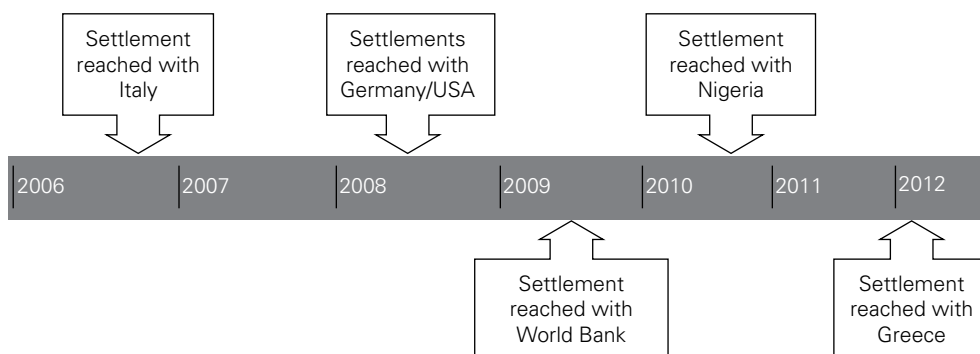 Settlement
reached with
Italy
Settlements
reached with
Germany/USA
Settlement
reached with
Nigeria
2006
2007
2008
2009
2010
2011
2012
Settlement
reached with
World Bank
Settlement
reached with
Greece